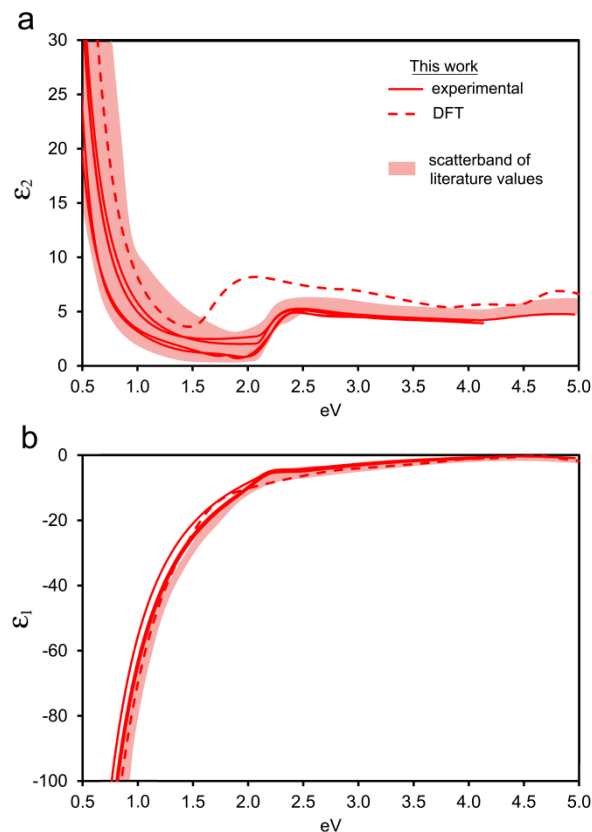 a
30
25
20
15
10
5
0
ε2
This work
experimental
DFT
scatterband of
literature values
0.5 1.0 1.5 2.0 2.5 3.0 3.5 4.0 4.5 5.0
eV
b
0
-20
-40
-60
-80
-100
ε1
0.5 1.0 1.5 2.0 2.5 3.0 3.5 4.0 4.5 5.0
eV